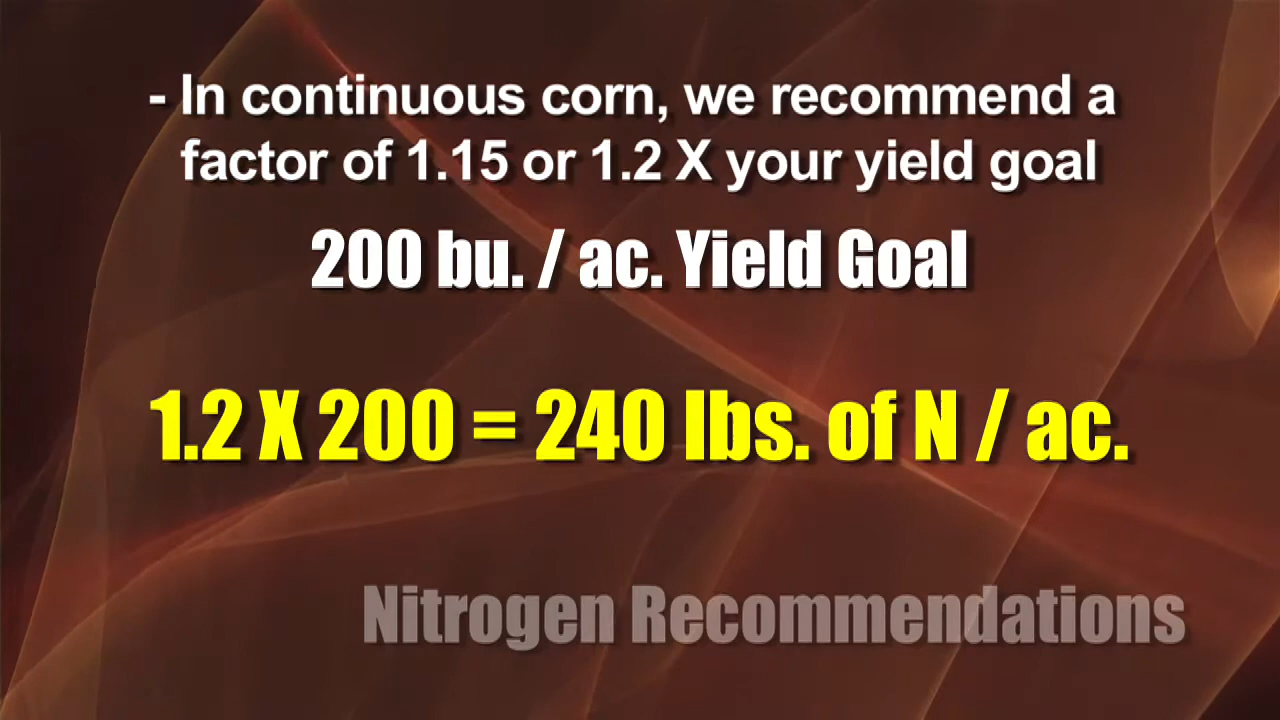 - In continuous corn, we recommend a
factor of 1.15 or 1.2 X your yield goal
200 bu. / ac. Yield Goal
1.2 X 200 = 240 lbs. of N / ac.
Nitrogen Recommendations